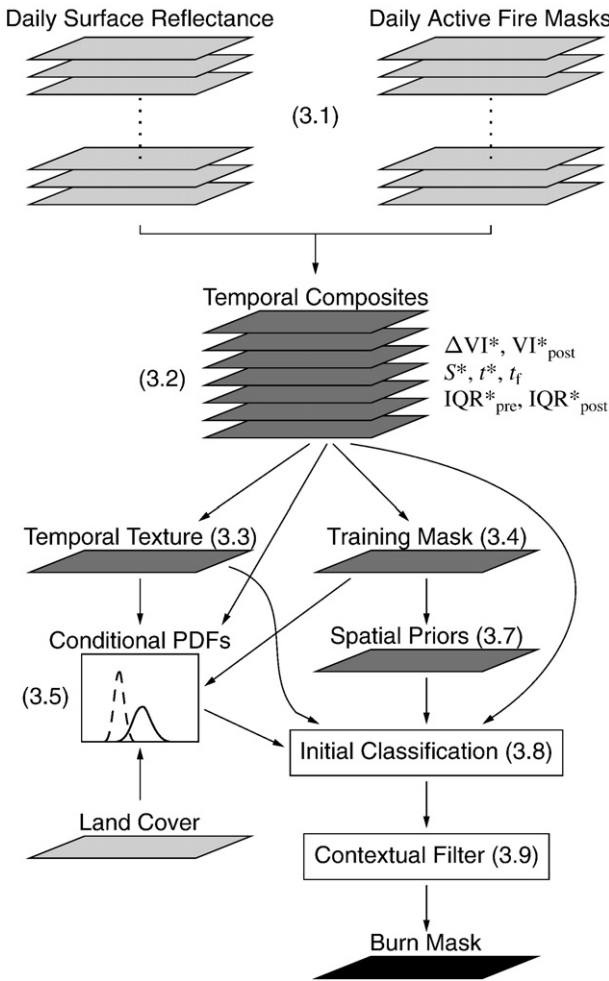 Daily Surface Reflectance
Daily Active Fire Masks
(3.1)
Temporal Composites
(3.2)
ΔVI*, VI*post
S*, t*, tf
IQR*pre, IQR*post
Temporal Texture (3.3)
Training Mask (3.4)
Conditional PDFs
Spatial Priors (3.7)
(3.5)
Initial Classification (3.8)
Land Cover
Contextual Filter (3.9)
Burn Mask